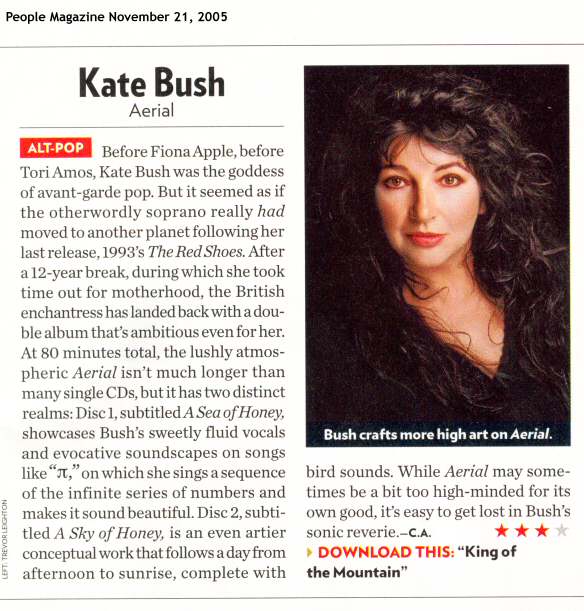 People Magazine November 21, 2005
Kate Bush
Aerial
ALT-POP Before Fiona Apple, before
Tori Amos, Kate Bush was the goddess
of avant-garde pop. But it seemed as if
the otherwordly soprano really had
moved to another planet following her
last release, 1993's The Red Shoes. After
a 12-year break, during which she took
time out for motherhood, the British
enchantress has landed back with a dou-
ble album that's ambitious even for her.
At 80 minutes total, the lushly atmos-
pheric Aerial isn't much longer than
many single CDs, but it has two distinct
realms: Disc 1, subtitled A Sea of Honey,
showcases Bush's sweetly fluid vocals
and evocative soundscapes on songs
like “π,” on which she sings a sequence
of the infinite series of numbers and
makes it sound beautiful. Disc 2, subti-
tled A Sky of Honey, is an even artier
conceptual work that follows a day from
afternoon to sunrise, complete with
LEFT: TREVOR LEIGHTON
Bush crafts more high art on Aerial.
bird sounds. While Aerial may some-
times be a bit too high-minded for its
own good, it's easy to get lost in Bush's
sonic reverie.–C.A.
DOWNLOAD THIS: “King of
the Mountain”